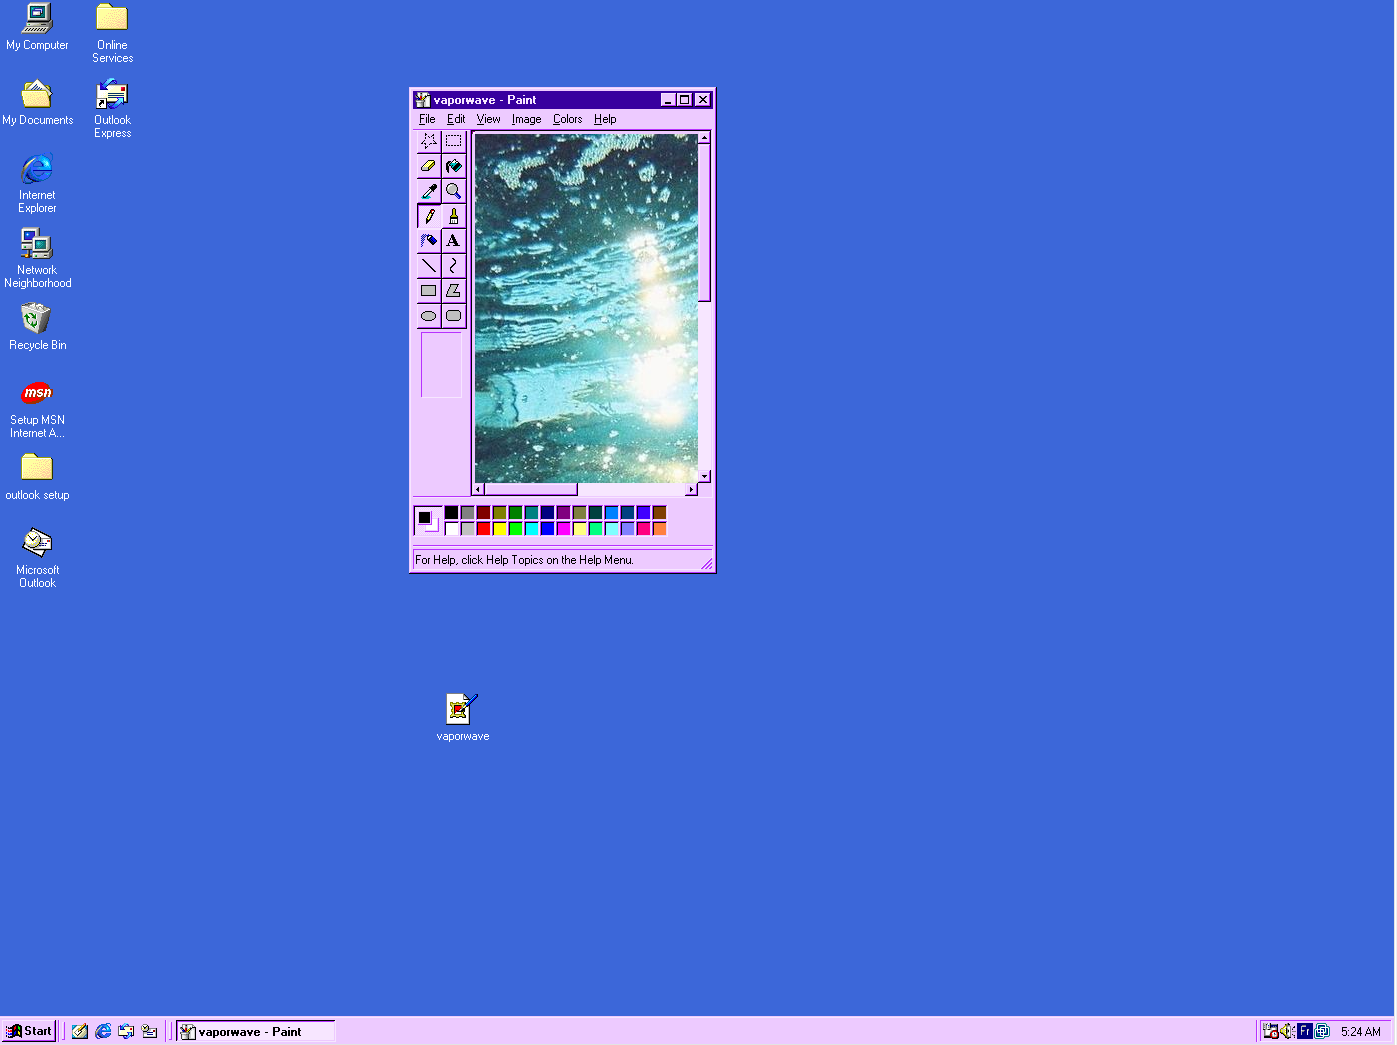 My Computer
Online
Services
My Documents
Outlook
Express
Internet
Explorer
Network
Neighborhood
Recycle Bin
msn
Setup MSN
Internet A...
outlook setup
Microsoft
Outlook
vaporwave - Paint
File Edit View Image Colors Help
A
For Help, click Help Topics on the Help Menu.
vaporwave
Start
vaporwave - Paint
Fr
5:24 AM